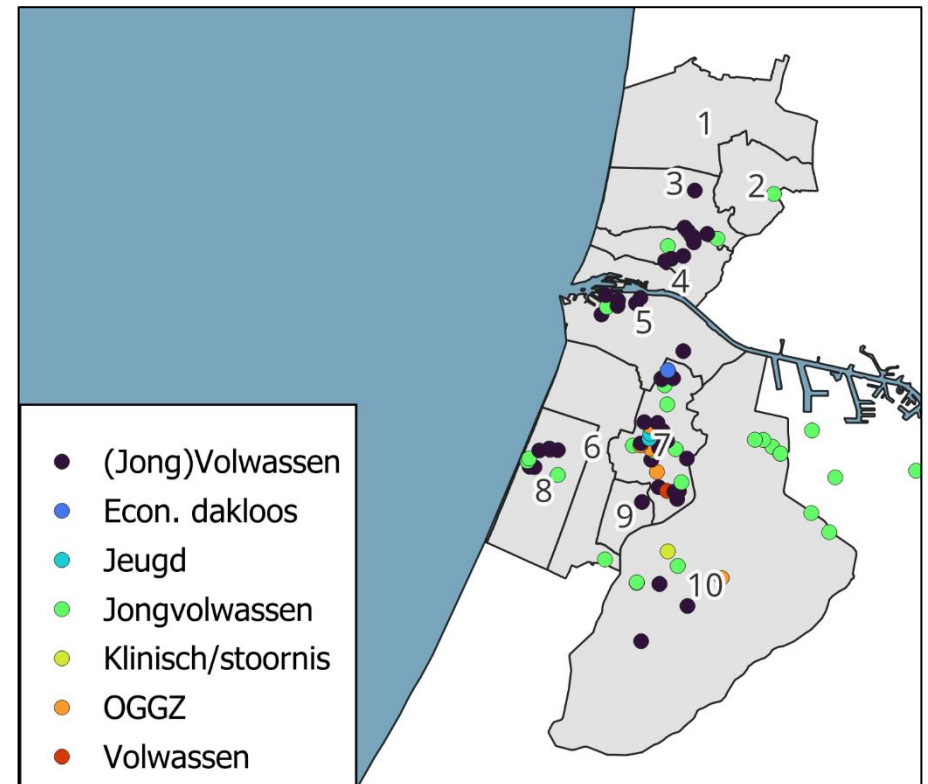 1
2
3
4
5
6
7
8
9
10
(Jong)Volwassen
Econ. dakloos
Jeugd
Jongvolwassen
Klinisch/stoornis
OGGZ
Volwassen